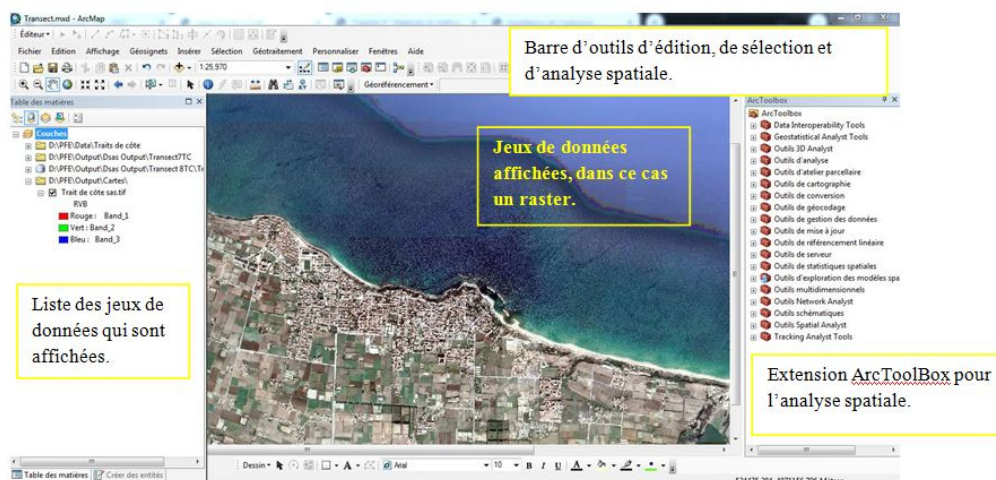 Transect.mxd - ArcMap
Éditeur
Fichier Edition Affichage Géosignets Insérer Sélection Géotraitement Personnaliser Fenêtres Aide
1:25,970
Géoréférencement
Barre d'outils d'édition, de sélection et
d'analyse spatiale.
Table des matières
Couches
D:\PFE\Data\Traits de côte
D:\PFE\Output\Dsas Output\Transect7TC
D:\PFE\Output\Dsas Output\Transect 8TC\Tr
D:\PFE\Output\Cartes\
Trait de côte sas.tif
RVB
Rouge : Band_1
Vert : Band_2
Bleu : Band_3
Liste des jeux de
données qui sont
affichées.
Jeux de données
affichées, dans ce cas
un raster.
ArcToolbox
ArcToolbox
Data Interoperability Tools
Geostatistical Analyst Tools
Outils 3D Analyst
Outils d'analyse
Outils d'atelier parcellaire
Outils de cartographie
Outils de conversion
Outils de géocodage
Outils de gestion des données
Outils de mise à jour
Outils de référencement linéaire
Outils de serveur
Outils de statistiques spatiales
Outils d'exploration des modèles spa
Outils multidimensionnels
Outils Network Analyst
Outils schématiques
Outils Spatial Analyst
Tracking Analyst Tools
Extension ArcToolBox pour
l'analyse spatiale.
Table des matières Créer des entités
Dessin A Arial 10 B I U A